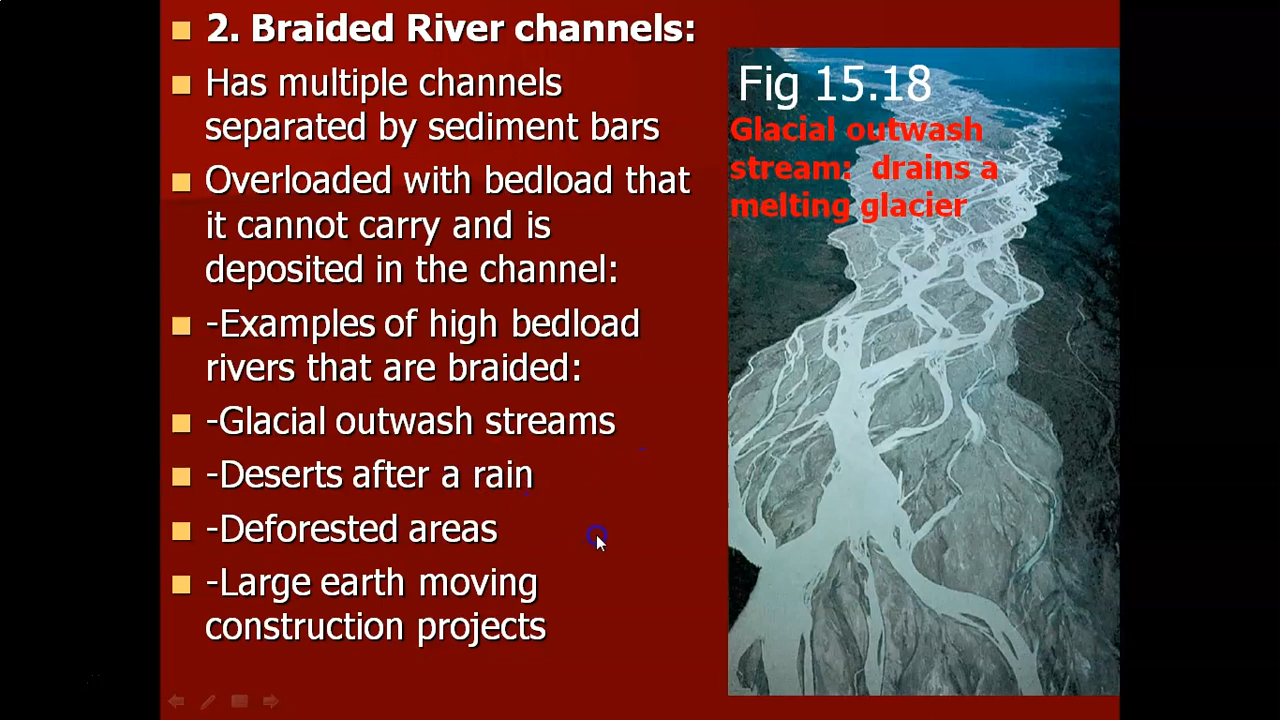 2. Braided River channels:
Has multiple channels
separated by sediment bars
Overloaded with bedload that
it cannot carry and is
deposited in the channel:
-Examples of high bedload
rivers that are braided:
-Glacial outwash streams
-Deserts after a rain
-Deforested areas
-Large earth moving
construction projects
Fig 15.18
Glacial outwash
stream:  drains a
melting glacier